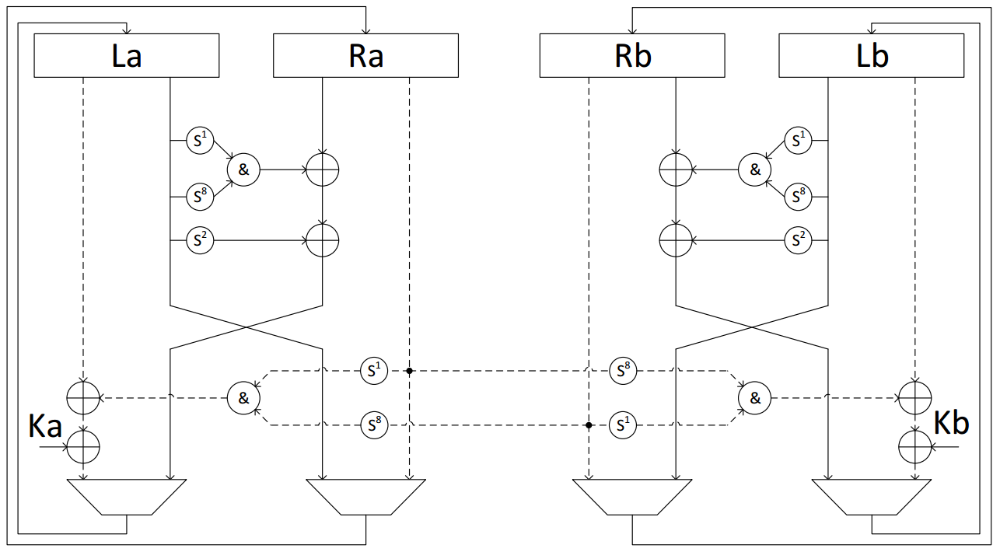 La Ra Rb Lb
S¹ S¹
& &
S⁸ S⁸
S² S²
S¹ S⁸
& &
Ka Kb
S⁸ S¹